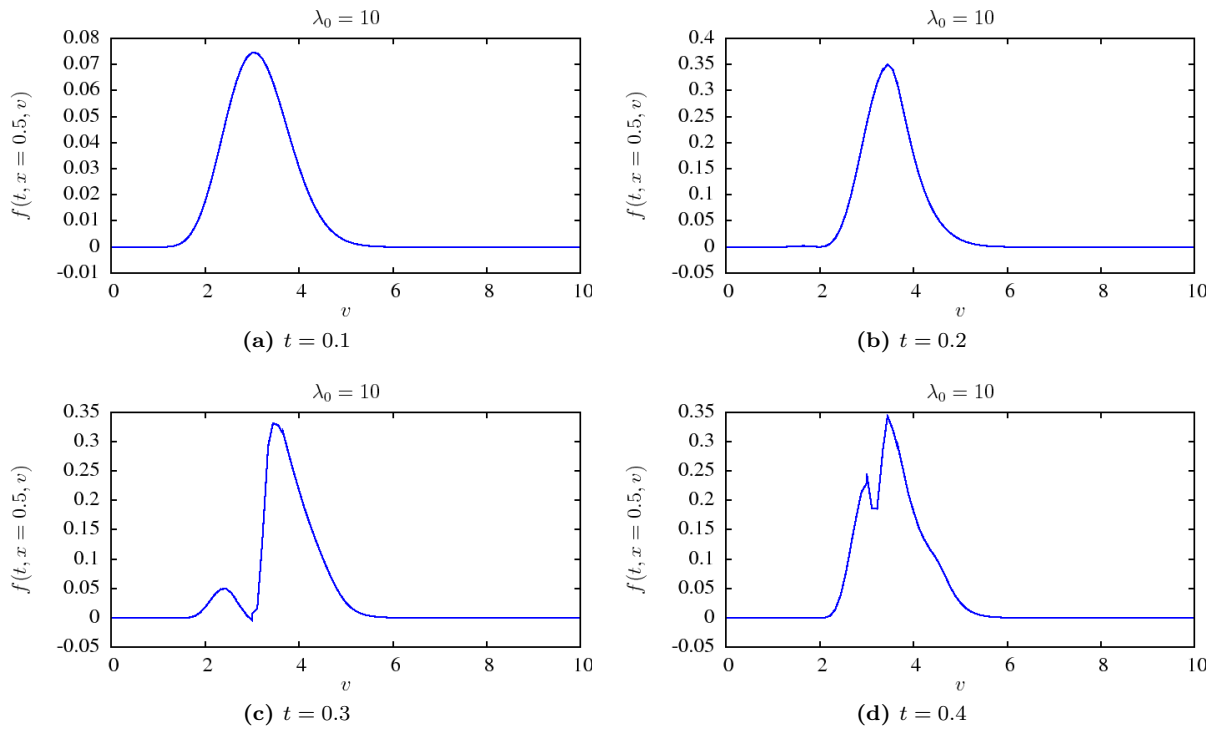 λ₀ = 10
0.08
0.07
0.06
0.05
0.04
0.03
0.02
0.01
0
-0.01
f(t, x = 0.5, v)
0 2 4 6 8 10
v
(a) t = 0.1
λ₀ = 10
0.4
0.35
0.3
0.25
0.2
0.15
0.1
0.05
0
-0.05
f(t, x = 0.5, v)
0 2 4 6 8 10
v
(b) t = 0.2
λ₀ = 10
0.35
0.3
0.25
0.2
0.15
0.1
0.05
0
-0.05
f(t, x = 0.5, v)
0 2 4 6 8 10
v
(c) t = 0.3
λ₀ = 10
0.35
0.3
0.25
0.2
0.15
0.1
0.05
0
-0.05
f(t, x = 0.5, v)
0 2 4 6 8 10
v
(d) t = 0.4